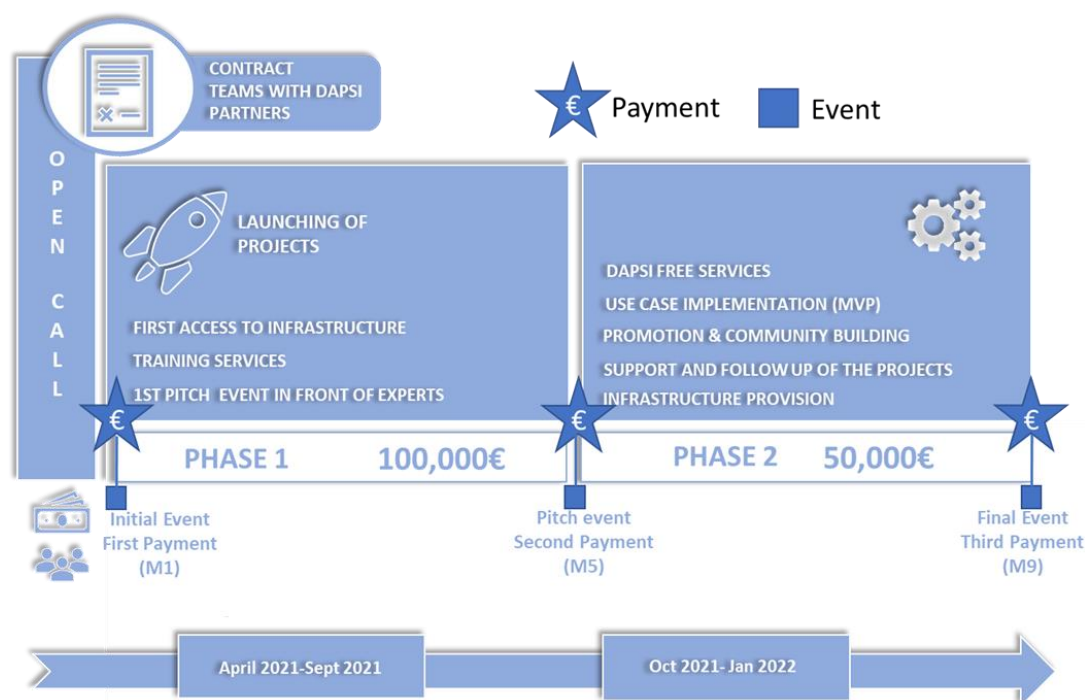 CONTRACT
TEAMS WITH DAPSI
PARTNERS
€ Payment
Event
OPEN CALL
LAUNCHING OF
PROJECTS
FIRST ACCESS TO INFRASTRUCTURE
TRAINING SERVICES
1ST PITCH EVENT IN FRONT OF EXPERTS
DAPSI FREE SERVICES
USE CASE IMPLEMENTATION (MVP)
PROMOTION & COMMUNITY BUILDING
SUPPORT AND FOLLOW UP OF THE PROJECTS
INFRASTRUCTURE PROVISION
€
€
€
PHASE 1 100,000€
PHASE 2 50,000€
Initial Event
First Payment
(M1)
Pitch event
Second Payment
(M5)
Final Event
Third Payment
(M9)
April 2021-Sept 2021
Oct 2021- Jan 2022